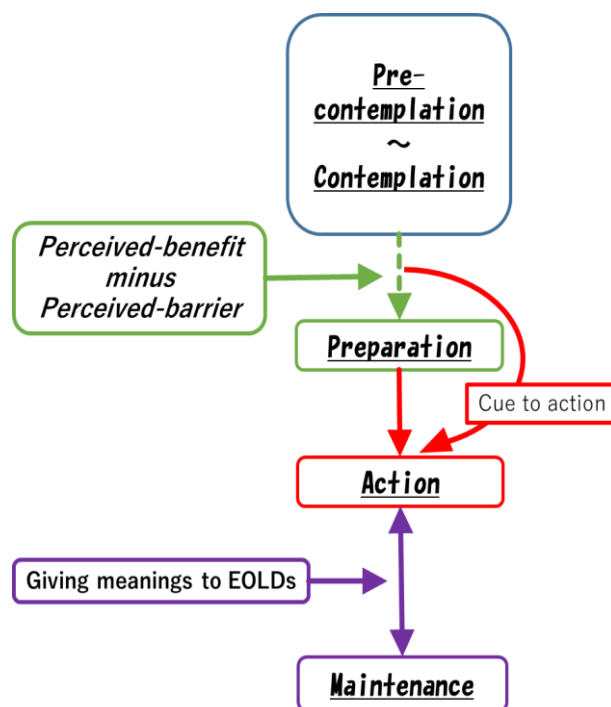 Pre-
contemplation
～
Contemplation
Perceived-benefit
minus
Perceived-barrier
Preparation
Cue to action
Action
Giving meanings to EOLDs
Maintenance